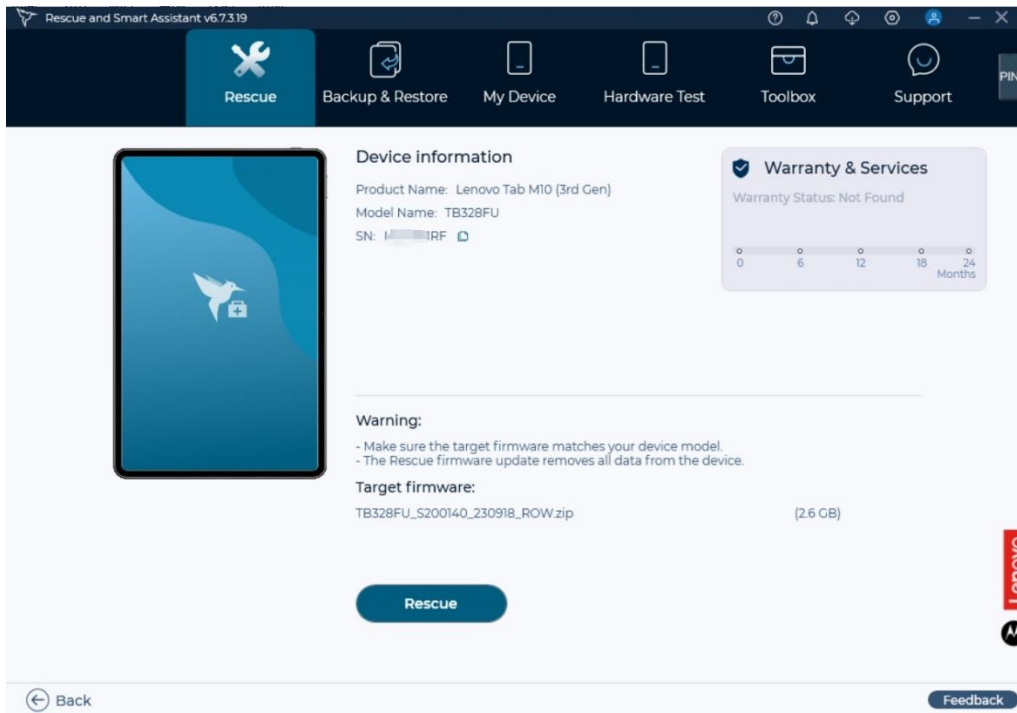 Rescue and Smart Assistant v6.7.3.19
Rescue
Backup & Restore
My Device
Hardware Test
Toolbox
Support
PIN
Device information
Product Name: Lenovo Tab M10 (3rd Gen)
Model Name: TB328FU
SN:
Warranty & Services
Warranty Status: Not Found
0 6 12 18 24
Months
Warning:
- Make sure the target firmware matches your device model.
- The Rescue firmware update removes all data from the device.
Target firmware:
TB328FU_S200140_230918_ROW.zip (2.6 GB)
Rescue
Lenovo
Back
Feedback